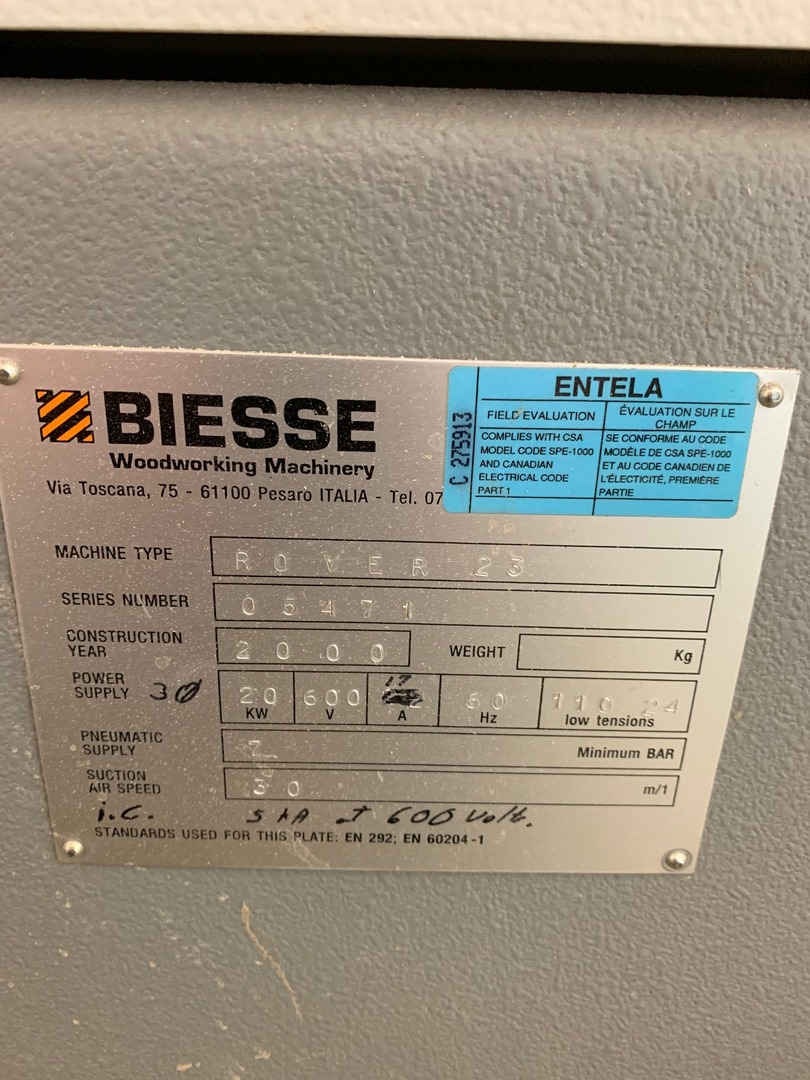 BIESSE
Woodworking Machinery
Via Toscana, 75 - 61100 Pesaro ITALIA - Tel. 07
ENTELA
C 275913
FIELD EVALUATION
COMPLIES WITH CSA
MODEL CODE SPE-1000
AND CANADIAN
ELECTRICAL CODE
PART 1
ÉVALUATION SUR LE
CHAMP
SE CONFORME AU CODE
MODÈLE DE CSA SPE-1000
ET AU CODE CANADIEN DE
L'ÉLECTICITÉ, PREMIÈRE
PARTIE
MACHINE TYPE ROVER 23
SERIES NUMBER 05471
CONSTRUCTION
YEAR 2000 WEIGHT Kg
POWER
SUPPLY 3Ø 20 KW 600 V 17 A 60 Hz 110 24 low tensions
PNEUMATIC
SUPPLY 7 Minimum BAR
SUCTION
AIR SPEED 30 m/1
i.c. 5 kA 600 Volt.
STANDARDS USED FOR THIS PLATE: EN 292; EN 60204-1